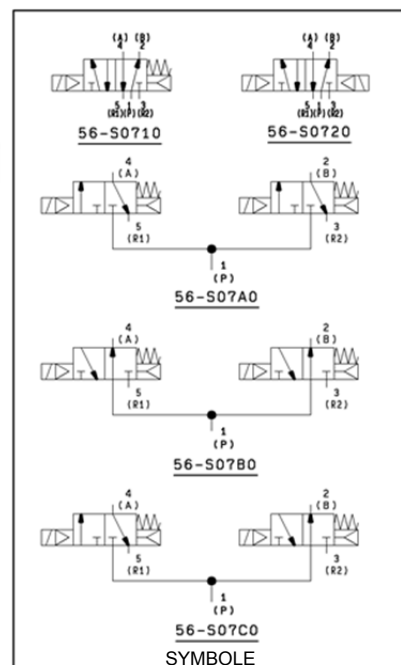 (A) (B)
4 2
5 1 3
(R1)(P)(R2)
56-S0710
(A) (B)
4 2
5 1 3
(R1)(P)(R2)
56-S0720
4
(A)
5
(R1)
2
(B)
3
(R2)
1
(P)
56-S07A0
4
(A)
5
(R1)
2
(B)
3
(R2)
1
(P)
56-S07B0
4
(A)
5
(R1)
2
(B)
3
(R2)
1
(P)
56-S07C0
SYMBOLE